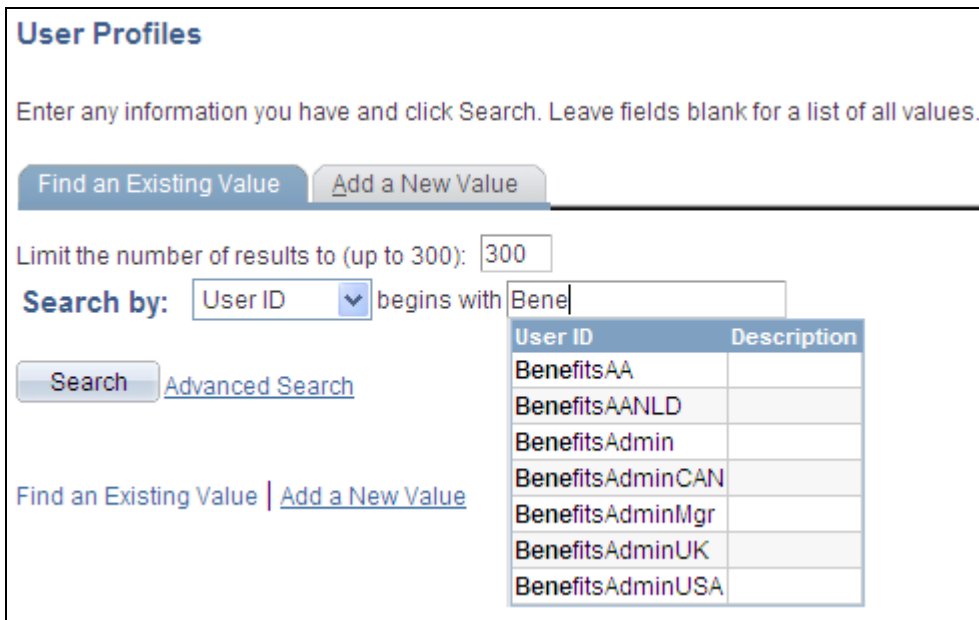 User Profiles
Enter any information you have and click Search. Leave fields blank for a list of all values.
Find an Existing Value Add a New Value
Limit the number of results to (up to 300): 300
Search by: User ID begins with Bene
User ID Description
BenefitsAA
Search Advanced Search
BenefitsAANLD
BenefitsAdmin
BenefitsAdminCAN
Find an Existing Value | Add a New Value
BenefitsAdminMgr
BenefitsAdminUK
BenefitsAdminUSA